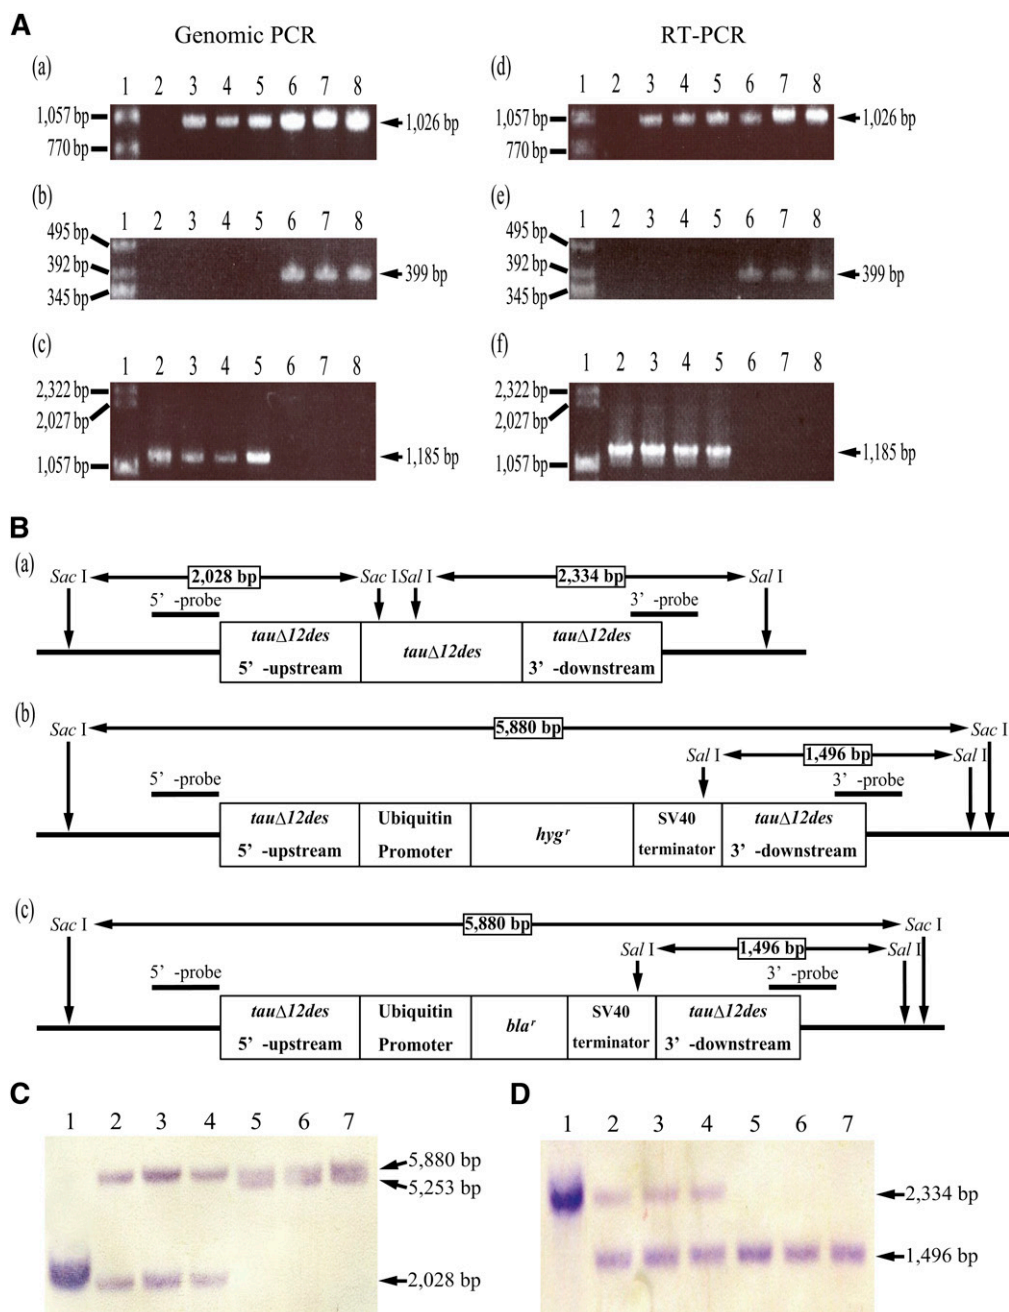 A
Genomic PCR
RT-PCR
(a)
1 2 3 4 5 6 7 8
1,057 bp
770 bp
1,026 bp
(d)
1 2 3 4 5 6 7 8
1,057 bp
770 bp
1,026 bp
(b)
1 2 3 4 5 6 7 8
495 bp
392 bp
345 bp
399 bp
(e)
1 2 3 4 5 6 7 8
495 bp
392 bp
345 bp
399 bp
(c)
1 2 3 4 5 6 7 8
2,322 bp
2,027 bp
1,057 bp
1,185 bp
(f)
1 2 3 4 5 6 7 8
2,322 bp
2,027 bp
1,057 bp
1,185 bp
B
(a)
Sac I 2,028 bp Sac I Sal I 2,334 bp Sal I
5' -probe 3' -probe
tauΔ12des
5' -upstream
tauΔ12des
tauΔ12des
3' -downstream
(b)
Sac I 5,880 bp Sac I
Sal I 1,496 bp Sal I
5' -probe 3' -probe
tauΔ12des
5' -upstream
Ubiquitin
Promoter
hygʳ
SV40
terminator
tauΔ12des
3' -downstream
(c)
Sac I 5,880 bp Sac I
Sal I 1,496 bp Sal I
5' -probe 3' -probe
tauΔ12des
5' -upstream
Ubiquitin
Promoter
blaʳ
SV40
terminator
tauΔ12des
3' -downstream
C
1 2 3 4 5 6 7
5,880 bp
5,253 bp
2,028 bp
D
1 2 3 4 5 6 7
2,334 bp
1,496 bp